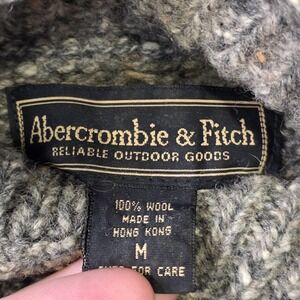 Abercrombie & Fitch
RELIABLE OUTDOOR GOODS
100% WOOL
MADE IN
HONG KONG
M
FOR CARE